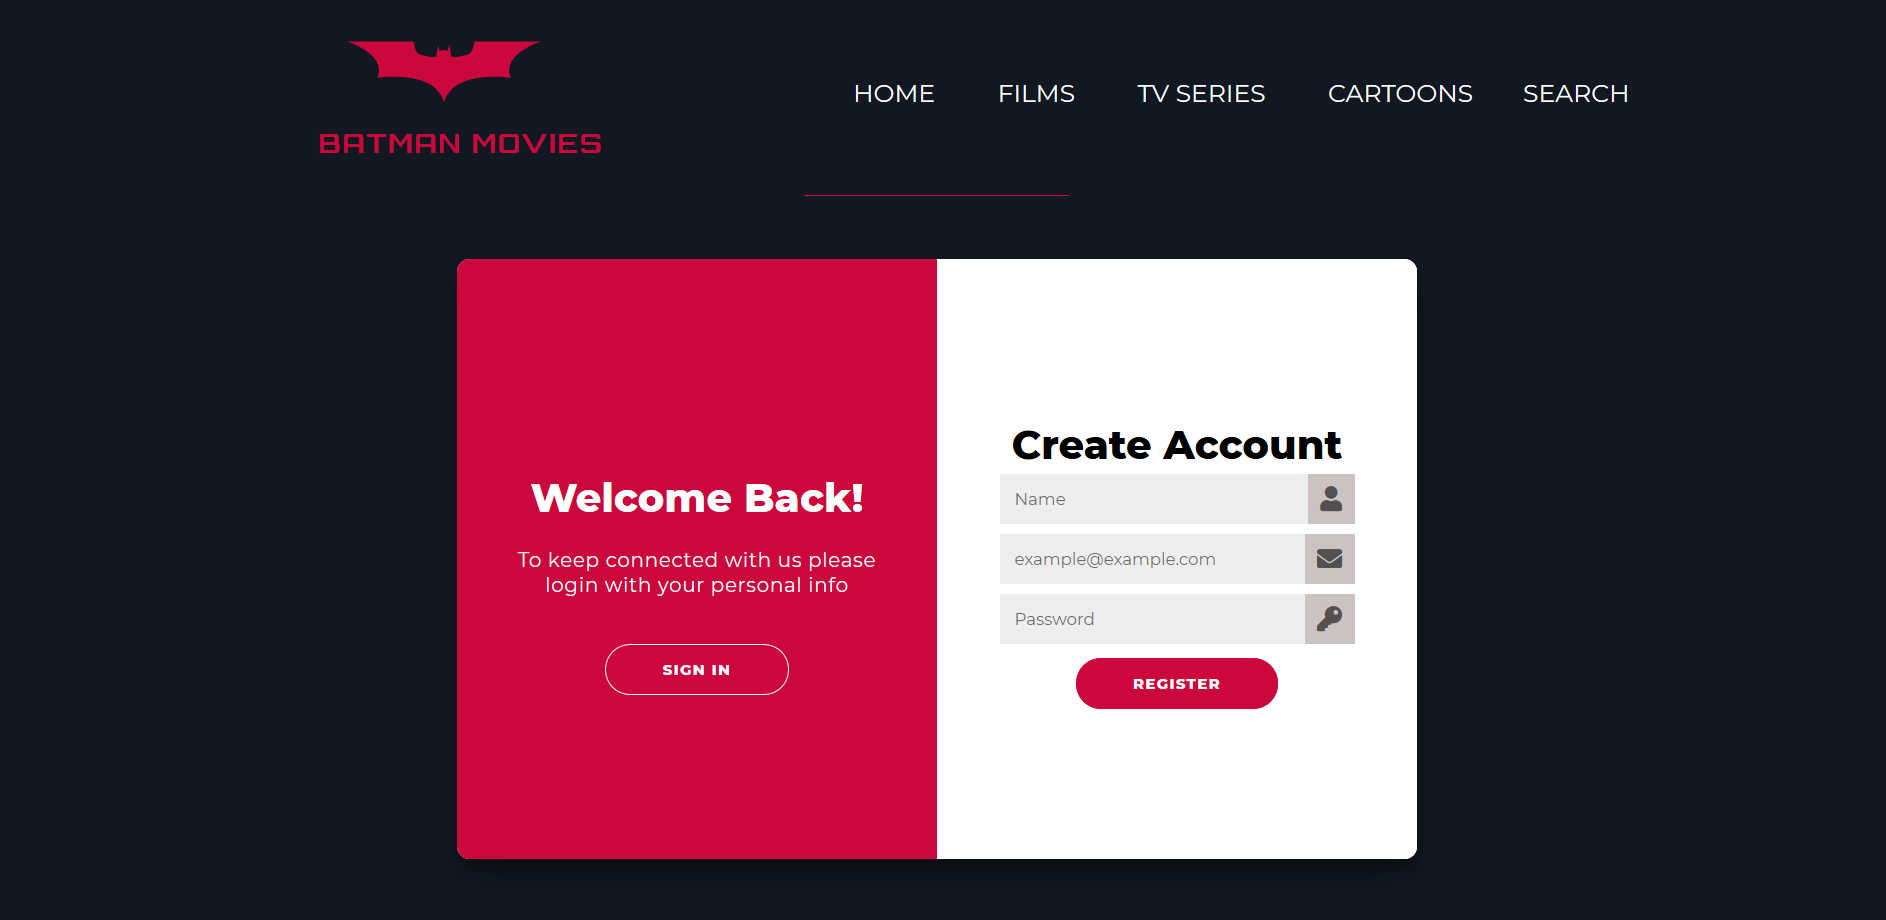 BATMAN MOVIES
HOME FILMS TV SERIES CARTOONS SEARCH
Welcome Back!
To keep connected with us please
login with your personal info
SIGN IN
Create Account
Name
example@example.com
Password
REGISTER